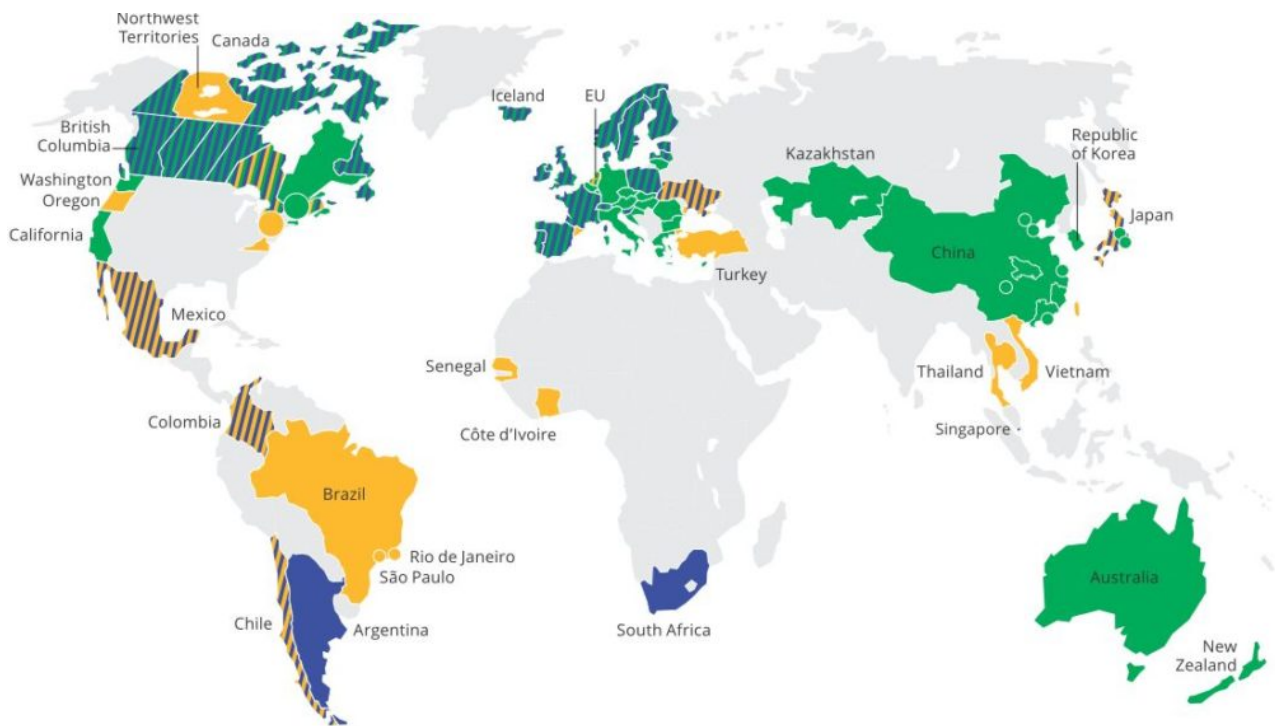 Northwest
Territories
Canada
Iceland
EU
British
Columbia
Republic
of Korea
Kazakhstan
Washington
Oregon
Japan
California
China
Turkey
Mexico
Senegal
Thailand
Vietnam
Colombia
Côte d’Ivoire
Singapore
Brazil
Rio de Janeiro
São Paulo
Australia
Chile
Argentina
South Africa
New
Zealand